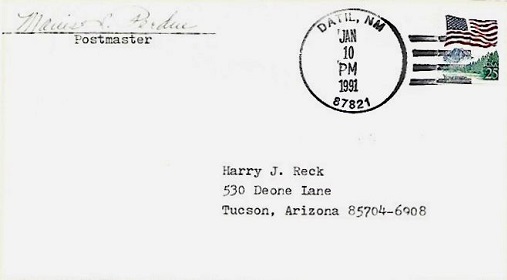 Postmaster
DATIL, NM
JAN
10
PM
1991
87821
25
Harry J. Reck
530 Deone Lane
Tucson, Arizona 85704-6908